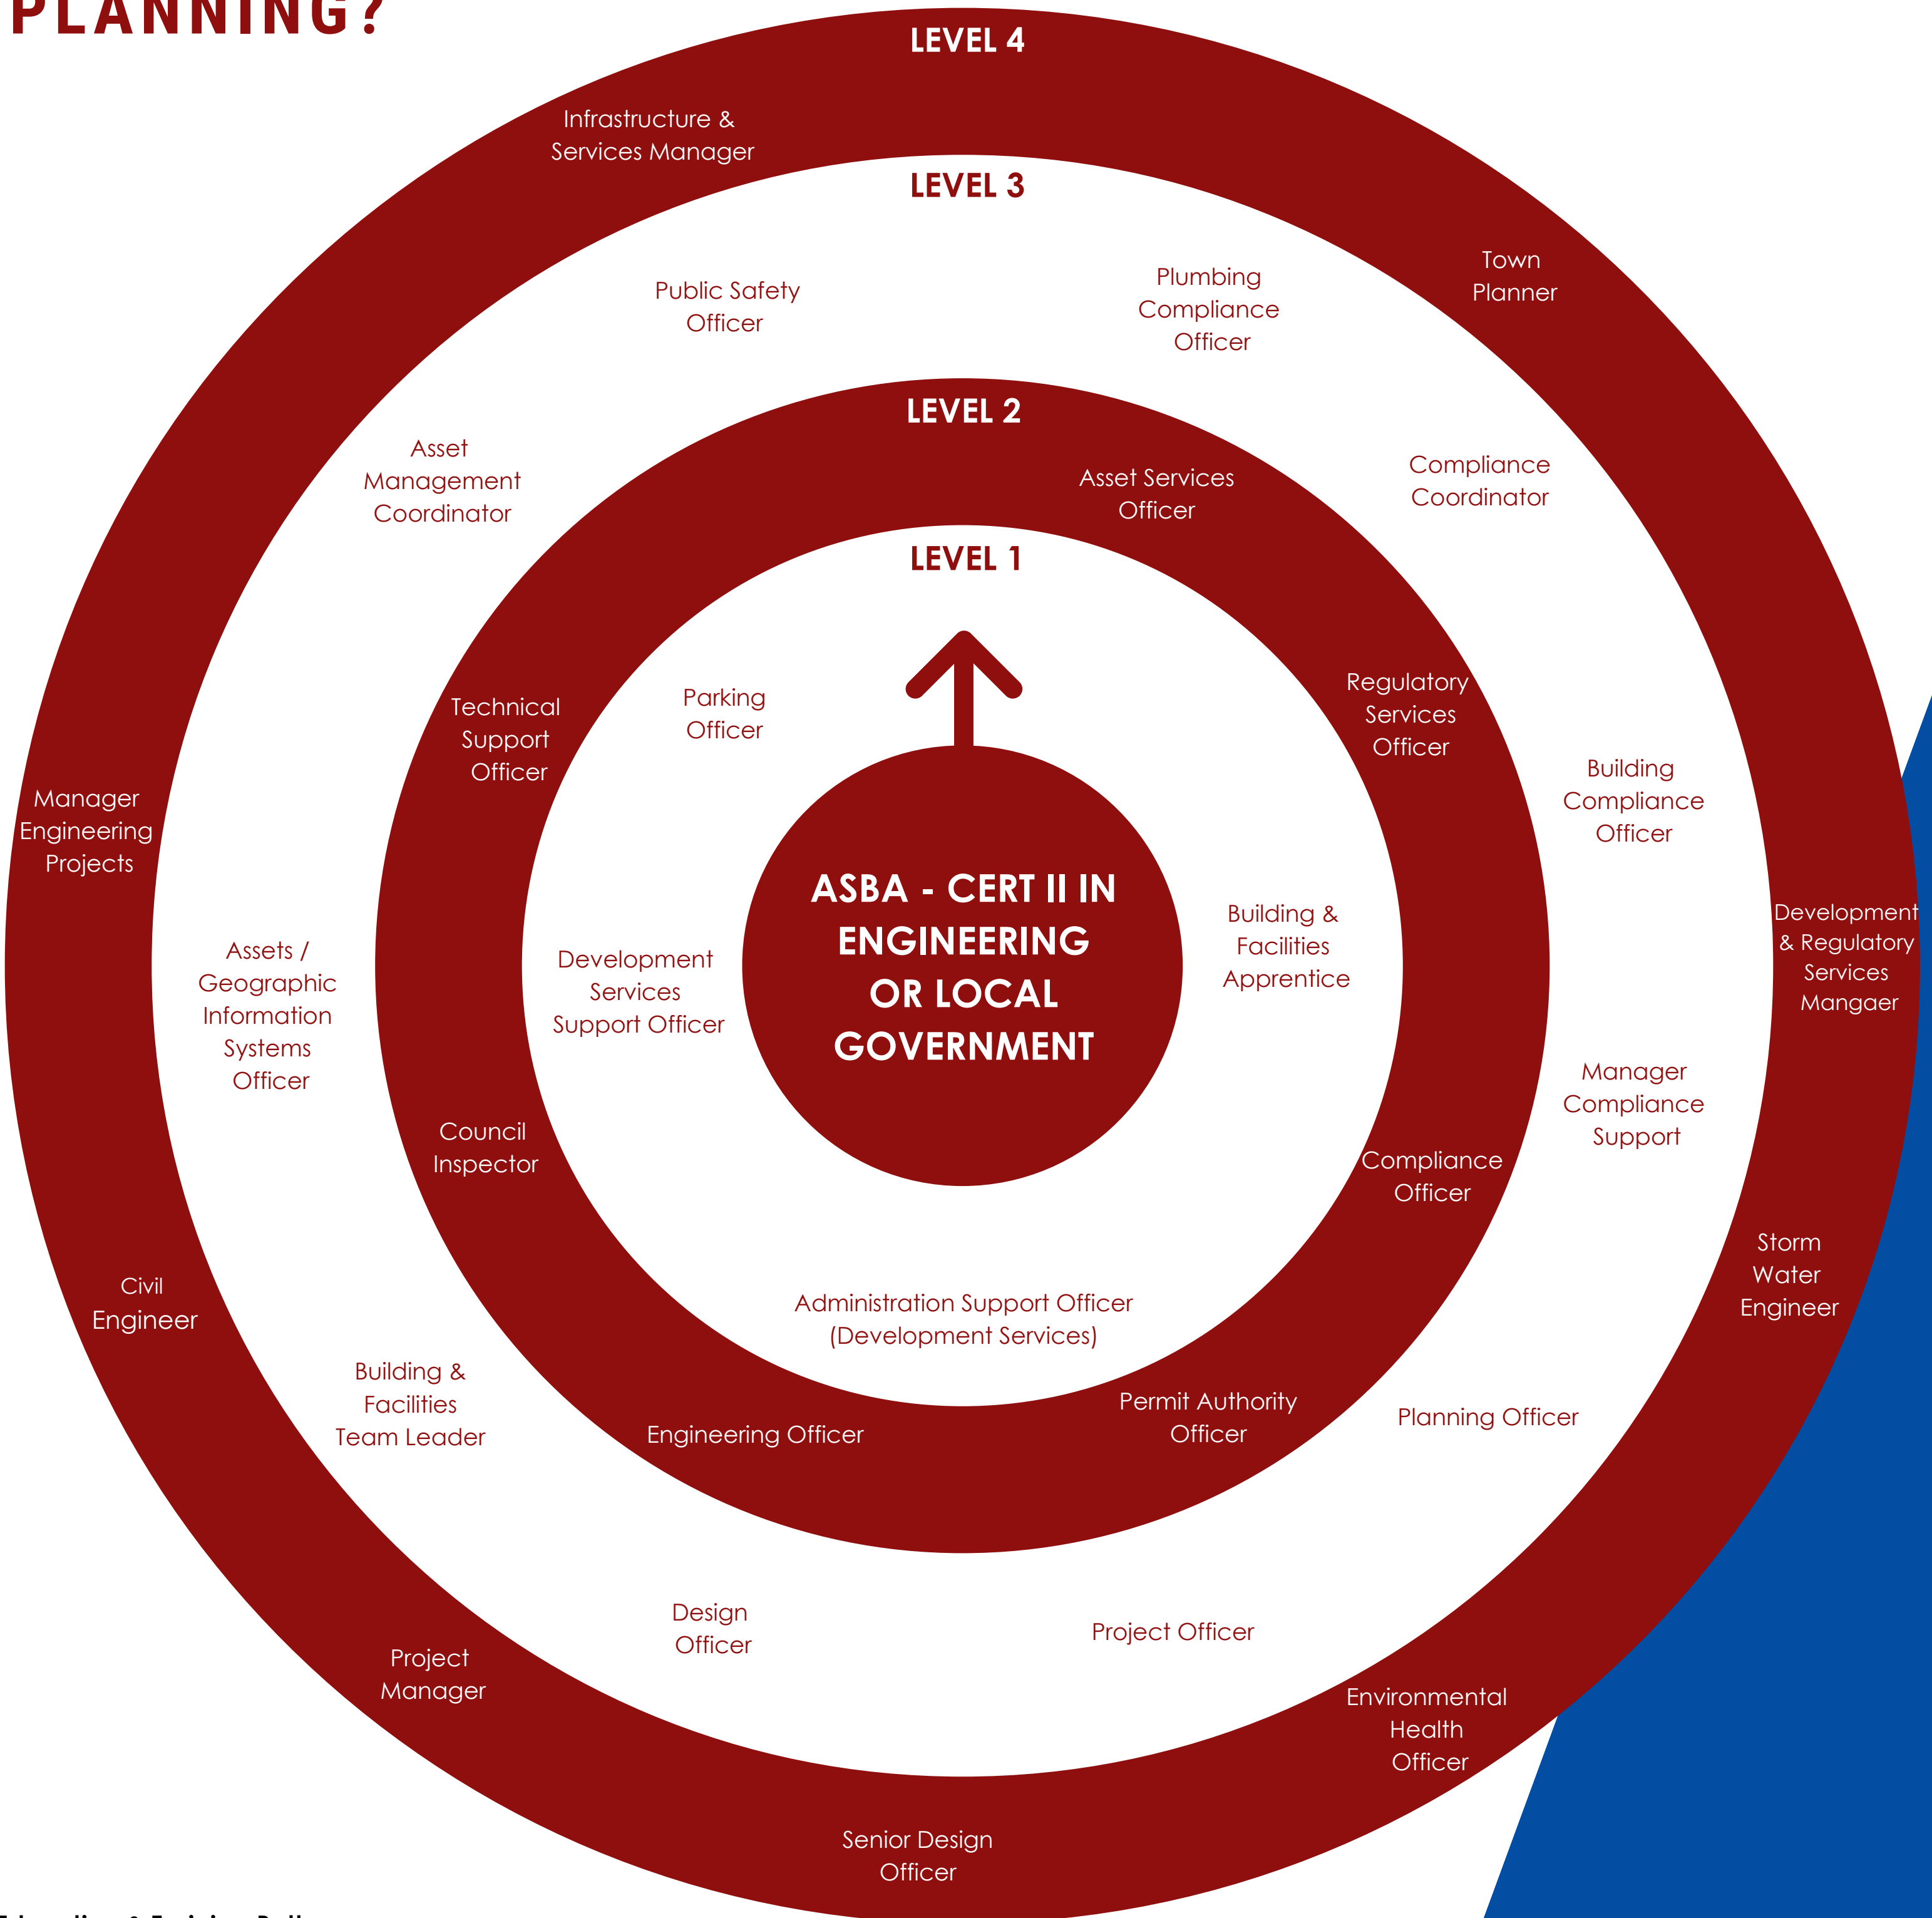 PLANNING?
LEVEL 4
Infrastructure &
Services Manager
Town
Planner
Development
& Regulatory
Services
Mangaer
Storm
Water
Engineer
Environmental
Health
Officer
Senior Design
Officer
Project
Manager
Civil
Engineer
Manager
Engineering
Projects
LEVEL 3
Public Safety
Officer
Plumbing
Compliance
Officer
Compliance
Coordinator
Building
Compliance
Officer
Manager
Compliance
Support
Planning Officer
Project Officer
Design
Officer
Building &
Facilities
Team Leader
Assets /
Geographic
Information
Systems
Officer
Asset
Management
Coordinator
LEVEL 2
Asset Services
Officer
Regulatory
Services
Officer
Compliance
Officer
Permit Authority
Officer
Engineering Officer
Council
Inspector
Technical
Support
Officer
LEVEL 1
Parking
Officer
Building &
Facilities
Apprentice
Administration Support Officer
(Development Services)
Development
Services
Support Officer
ASBA - CERT II IN
ENGINEERING
OR LOCAL
GOVERNMENT